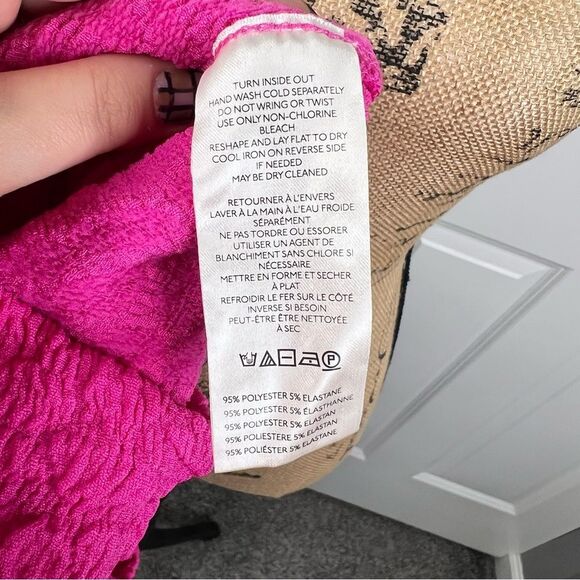 TURN INSIDE OUT
HAND WASH COLD SEPARATELY
DO NOT WRING OR TWIST
USE ONLY NON-CHLORINE
BLEACH
RESHAPE AND LAY FLAT TO DRY
COOL IRON ON REVERSE SIDE
IF NEEDED
MAY BE DRY CLEANED
RETOURNER À L'ENVERS
LAVER À LA MAIN À L'EAU FROIDE
SÉPARÉMENT
NE PAS TORDRE OU ESSORER
UTILISER UN AGENT DE
BLANCHIMENT SANS CHLORE SI
NÉCESSAIRE
METTRE EN FORME ET SECHER
À PLAT
REFROIDIR LE FER SUR LE CÔTÉ
INVERSE SI BESOIN
PEUT-ÊTRE ÊTRE NETTOYÉE
À SEC
P
95% POLYESTER 5% ELASTANE
95% POLYESTER 5% ÉLASTHANNE
95% POLYESTER 5% ELASTAN
95% POLIESTERE 5% ELASTAN
95% POLIÉSTER 5% ELASTANE